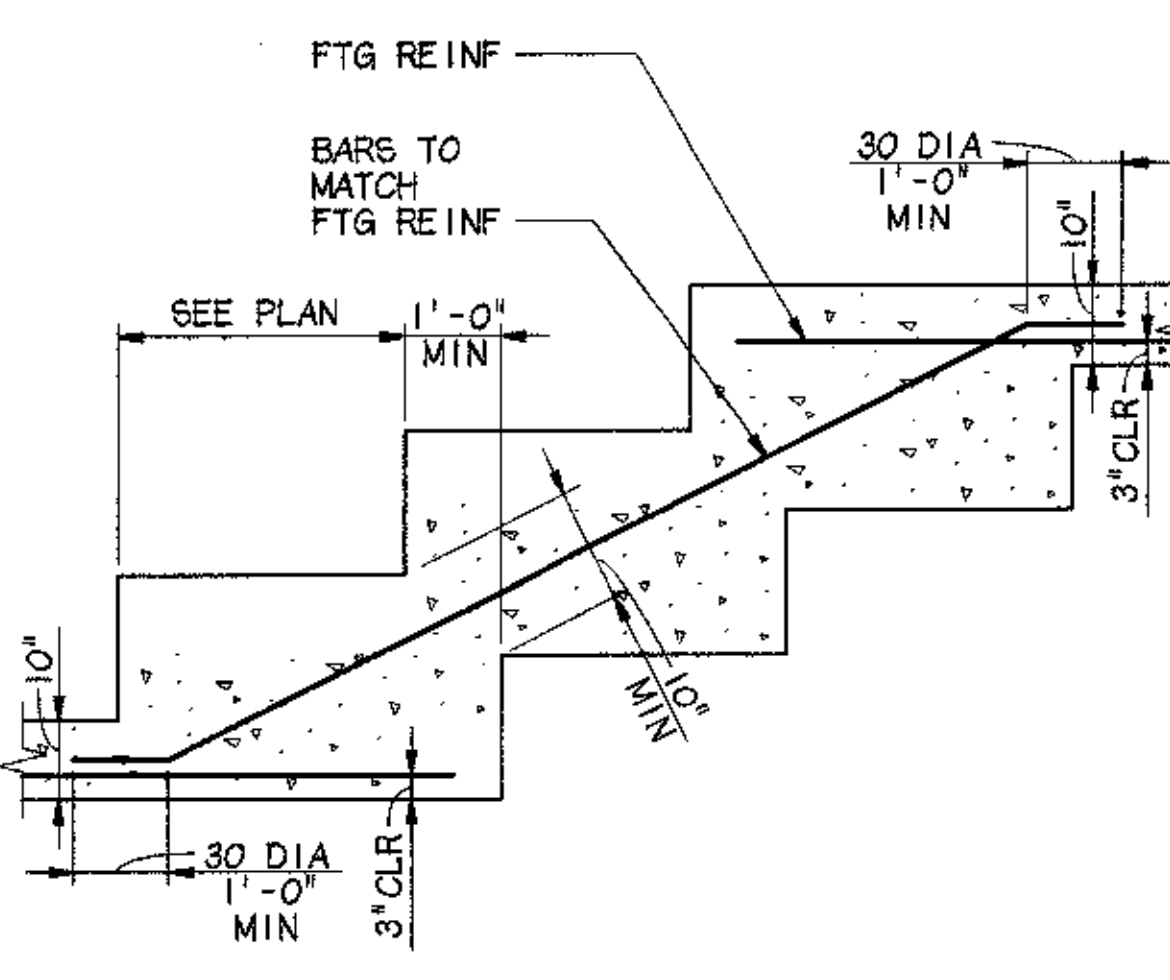 FTG REINF
BARS TO
MATCH
FTG REINF
30 DIA
1'-0"
MIN
10"
SEE PLAN
1'-0"
MIN
3"CLR
10"
MIN
10"
30 DIA
1'-0"
MIN
3"CLR